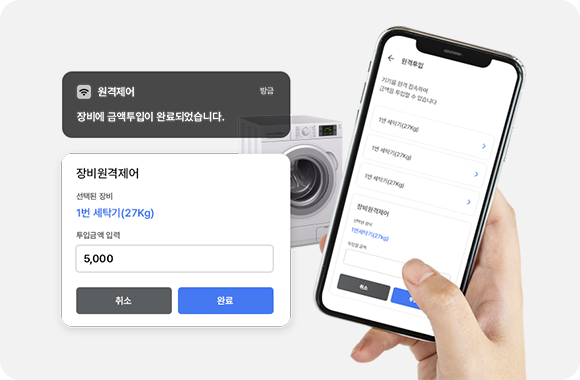 원격제어
방금
장비에 금액투입이 완료되었습니다.
장비원격제어
선택된 장비
1번 세탁기(27Kg)
투입금액 입력
5,000
취소
완료
원격투입
기기를 원격 접속하여
금액을 투입할 수 있습니다
1번 세탁기(27Kg)
1번 세탁기(27Kg)
1번 세탁기(27Kg)
장비원격제어
선택된 장비
1번세탁기(27Kg)
투입할 금액
취소